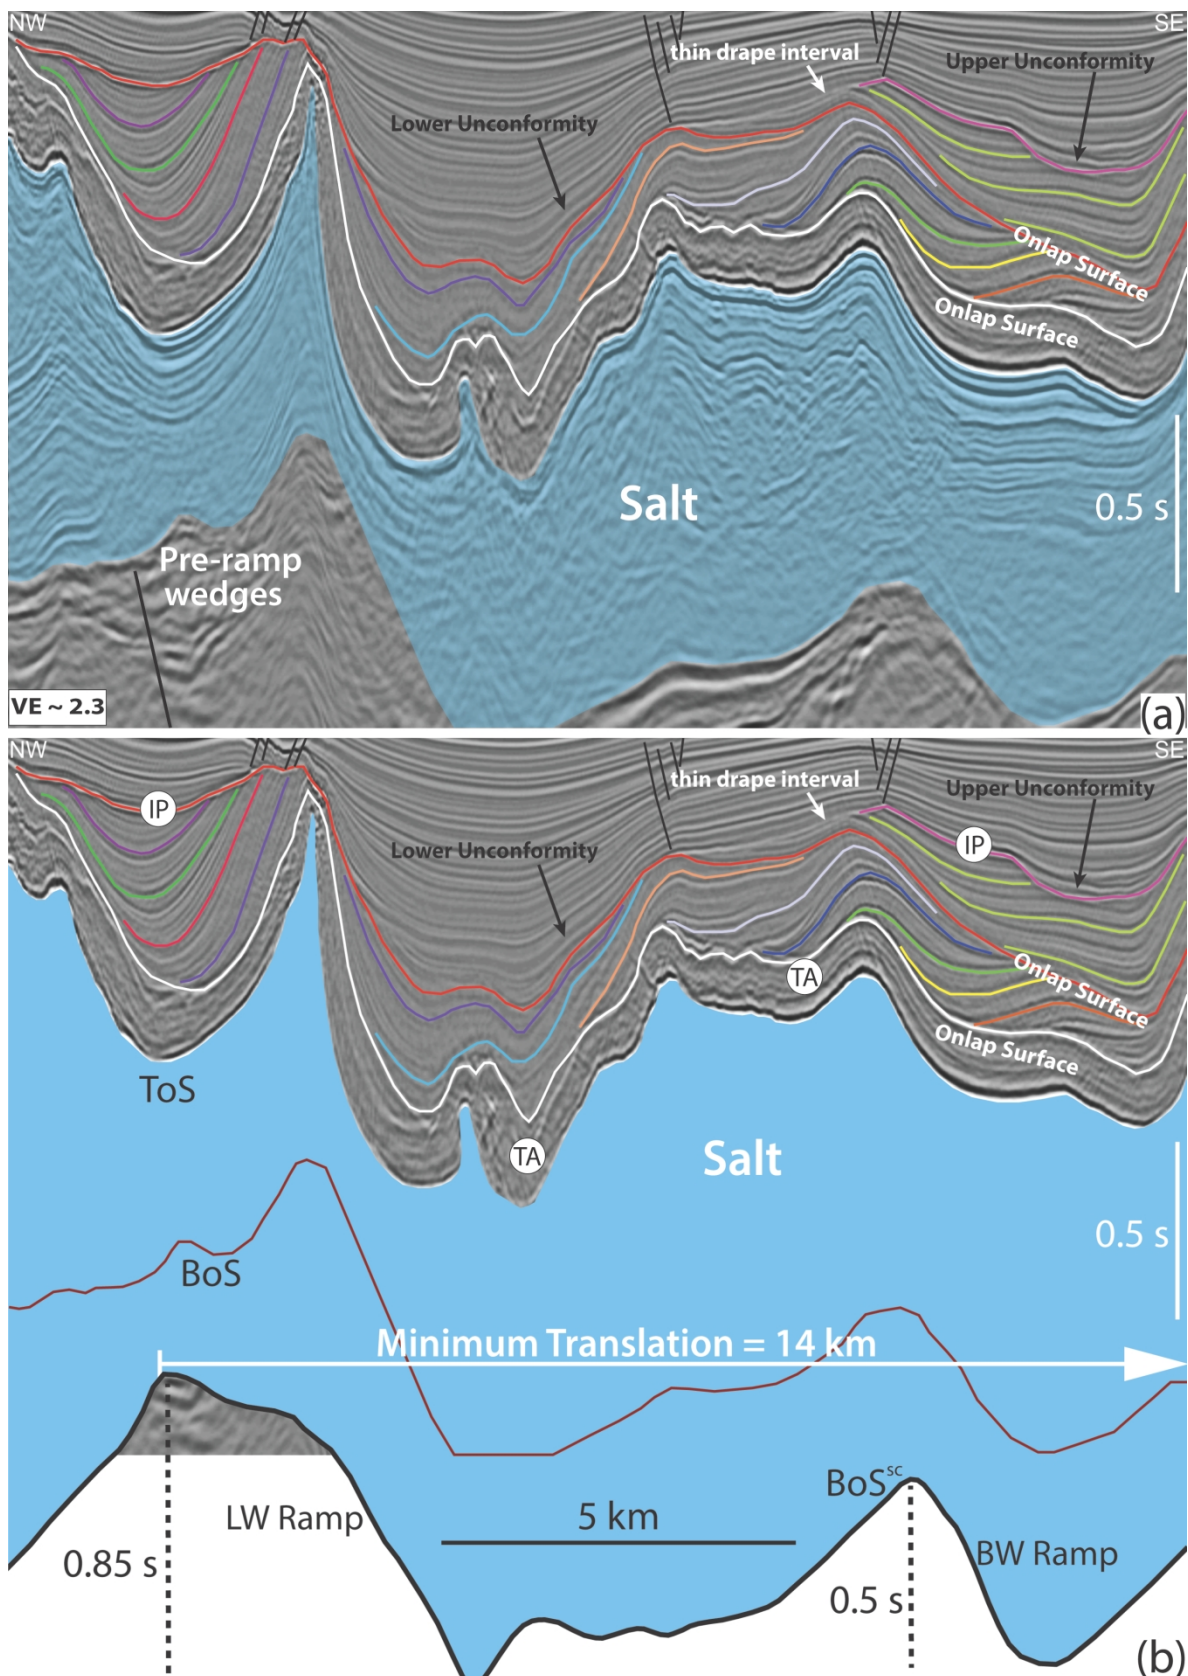 NW
SE
thin drape interval
Upper Unconformity
Lower Unconformity
Onlap Surface
Onlap Surface
Salt
0.5 s
Pre-ramp
wedges
VE ~ 2.3
(a)
NW
SE
thin drape interval
IP
Upper Unconformity
IP
Lower Unconformity
Onlap Surface
TA
Onlap Surface
ToS
TA
Salt
0.5 s
BoS
Minimum Translation = 14 km
BoSsc
LW Ramp
5 km
BW Ramp
0.85 s
0.5 s
(b)